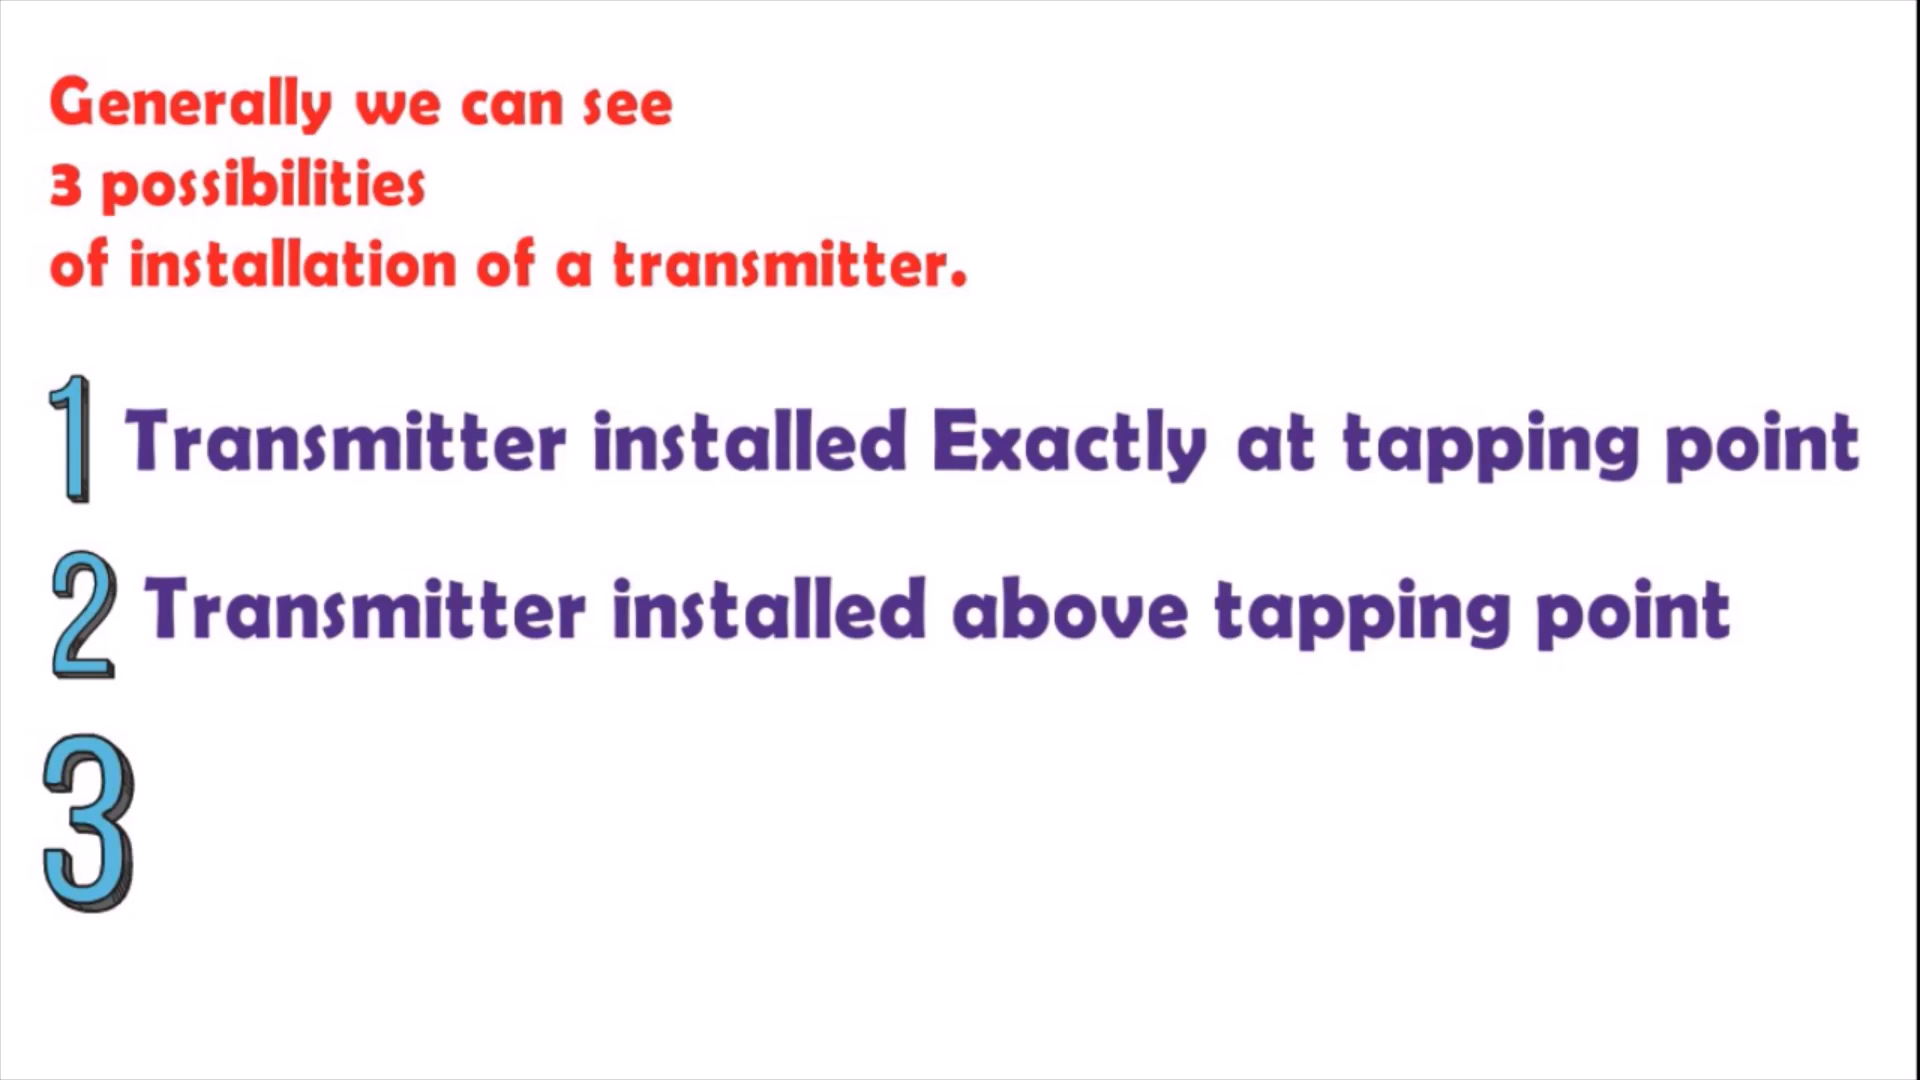 Generally we can see
3 possibilities
of installation of a transmitter.
1 Transmitter installed Exactly at tapping point
2 Transmitter installed above tapping point
3